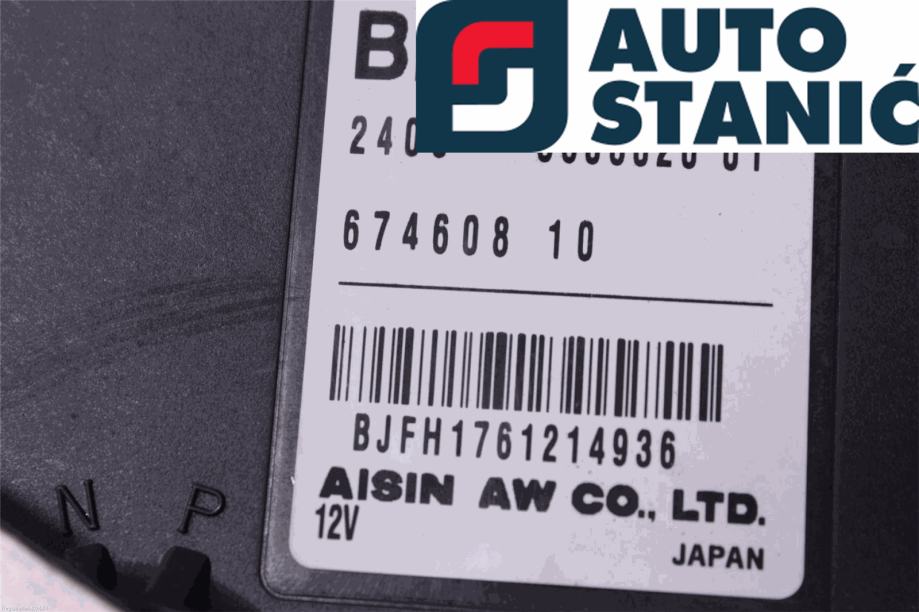 AUTO
STANIĆ
674608 10
BJFH1761214936
AISIN AW CO., LTD.
12V
JAPAN
N P